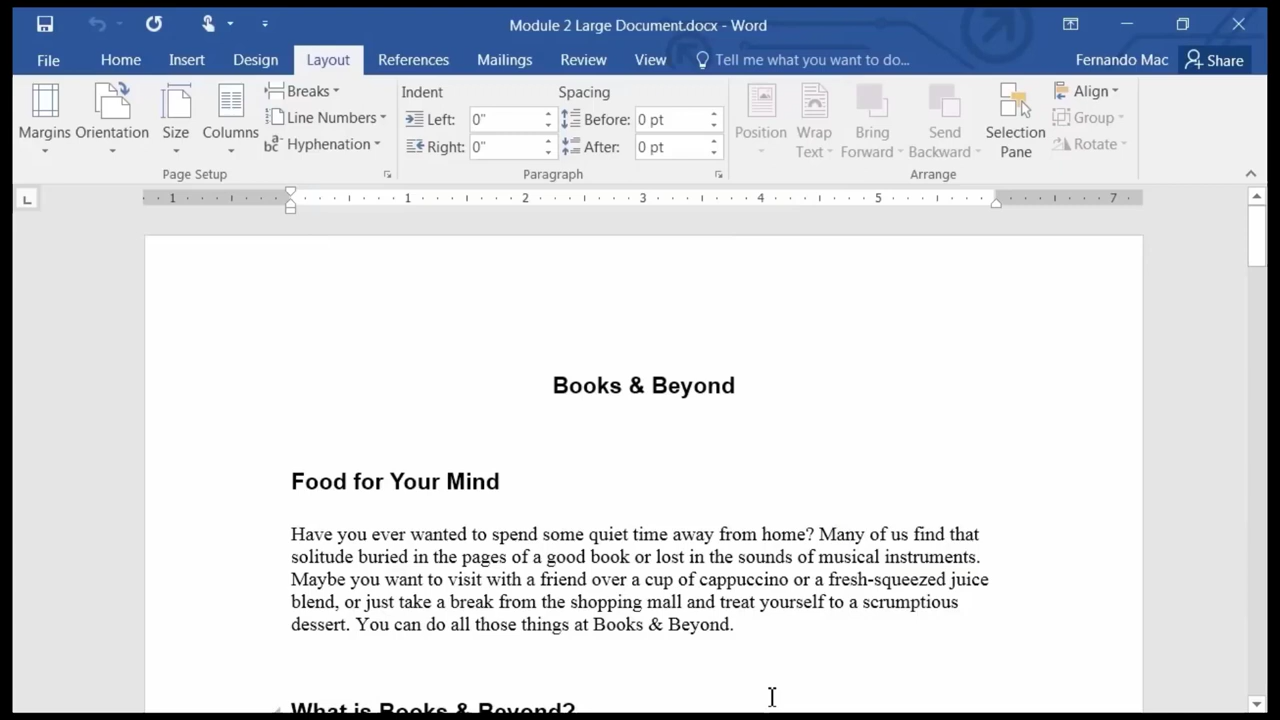 Module 2 Large Document.docx - Word
File Home Insert Design Layout References Mailings Review View Tell me what you want to do... Fernando Mac Share
Margins Orientation Size Columns
Breaks
Line Numbers
Hyphenation
Page Setup
Indent Spacing
Left: 0" Before: 0 pt
Right: 0" After: 0 pt
Paragraph
Position Wrap Text Bring Forward Send Backward Selection Pane
Align
Group
Rotate
Arrange
L 1 1 2 3 4 5 7
Books & Beyond
Food for Your Mind
Have you ever wanted to spend some quiet time away from home? Many of us find that
solitude buried in the pages of a good book or lost in the sounds of musical instruments.
Maybe you want to visit with a friend over a cup of cappuccino or a fresh-squeezed juice
blend, or just take a break from the shopping mall and treat yourself to a scrumptious
dessert. You can do all those things at Books & Beyond.
What is Books & Beyond?